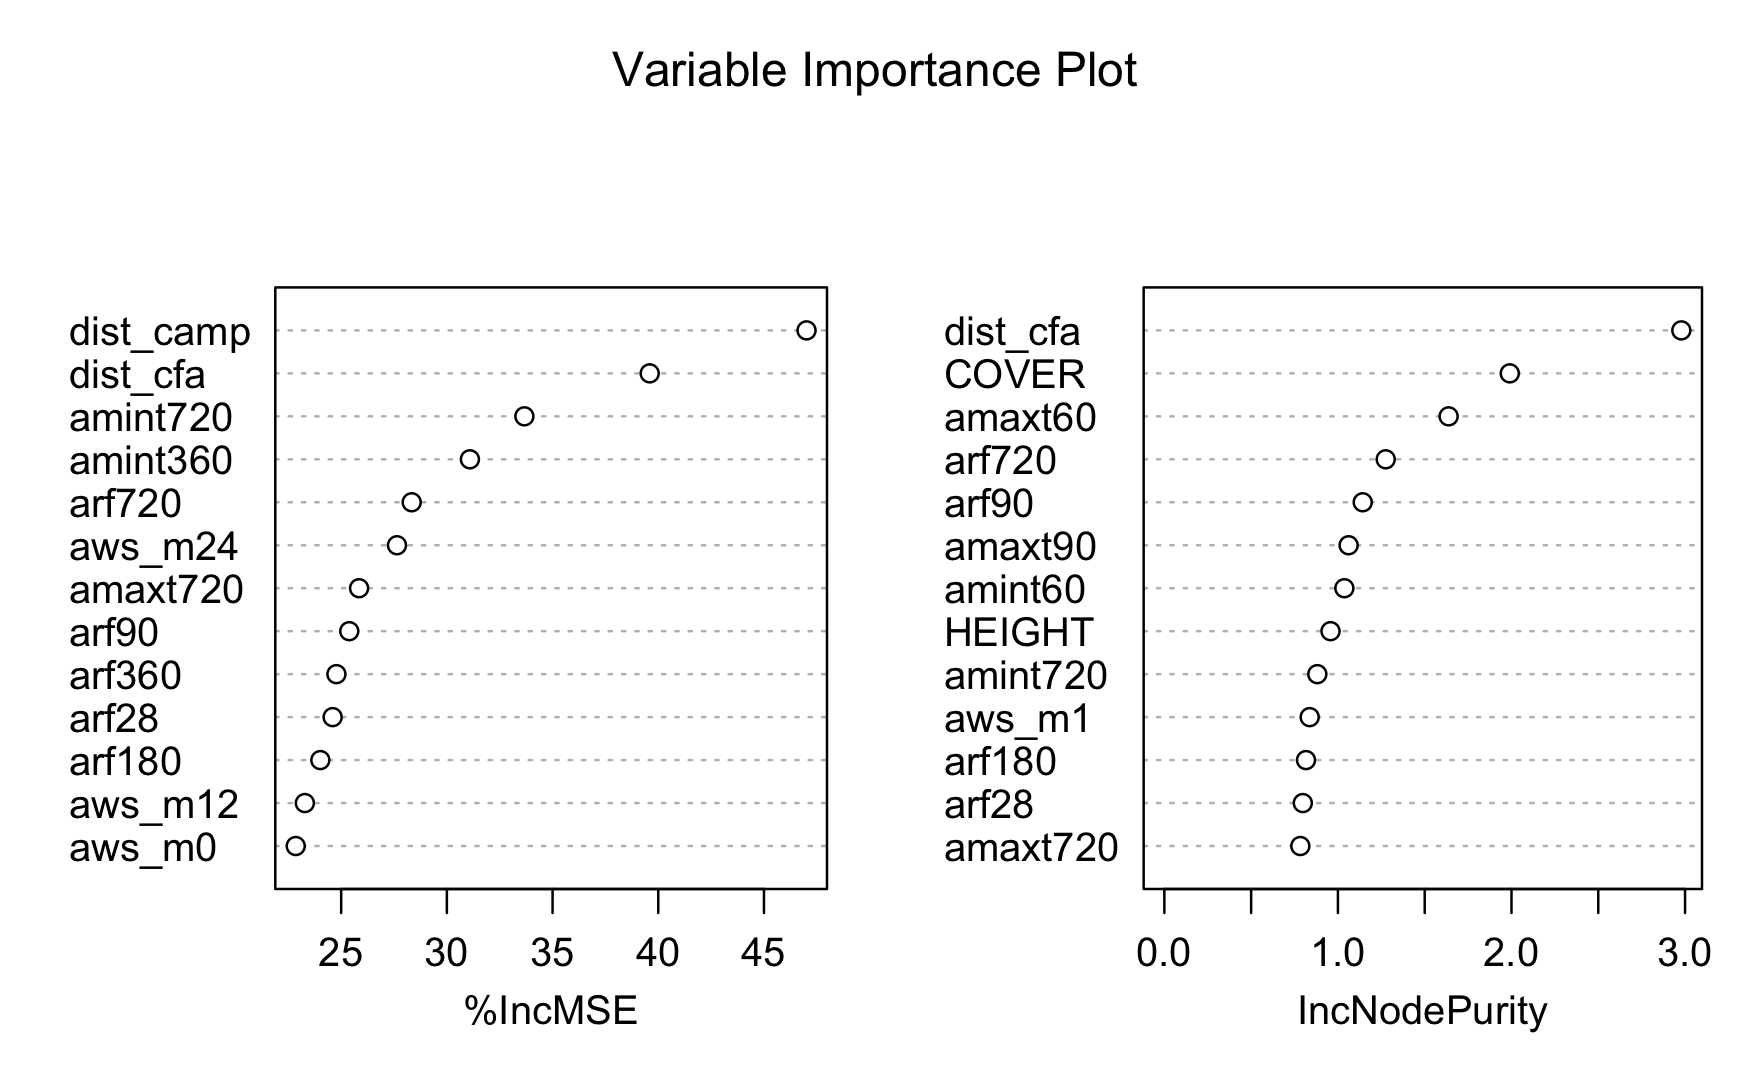 Variable Importance Plot
dist_camp
dist_cfa
amint720
amint360
arf720
aws_m24
amaxt720
arf90
arf360
arf28
arf180
aws_m12
aws_m0
25 30 35 40 45
%IncMSE
dist_cfa
COVER
amaxt60
arf720
arf90
amaxt90
amint60
HEIGHT
amint720
aws_m1
arf180
arf28
amaxt720
0.0 1.0 2.0 3.0
IncNodePurity